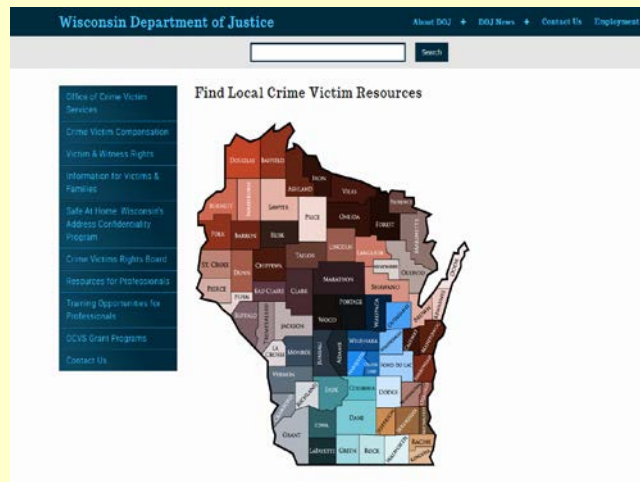 Wisconsin Department of Justice
About DOJ + DOJ News + Contact Us Employment
Search
Find Local Crime Victim Resources
Office of Crime Victim
Services
Crime Victim Compensation
Victim & Witness Rights
Information for Victims &
Families
Safe At Home: Wisconsin's
Address Confidentiality
Program
Crime Victims Rights Board
Resources for Professionals
Training Opportunities for
Professionals
OCVS Grant Programs
Contact Us
DOUGLAS
BAYFIELD
IRON
ASHLAND
VILAS
BURNETT
SAWYER
PRICE
ONEIDA
FOREST
POLK
BARRON
RUSK
LINCOLN
TAYLOR
ST. CROIX
DUNN
CHIPPEWA
MARATHON
SHAWANO
OCONTO
DOOR
PIERCE
EAU CLAIRE
CLARK
BUFFALO
JACKSON
WOOD
PORTAGE
WAUPACA
LA
CROSSE
MONROE
JUNEAU
ADAMS
WAUSHARA
FOND DU LAC
VERNON
RICHLAND
SAUK
COLUMBIA
DODGE
IOWA
DANE
GRANT
LAFAYETTE
GREEN
ROCK
WALWORTH
RACINE